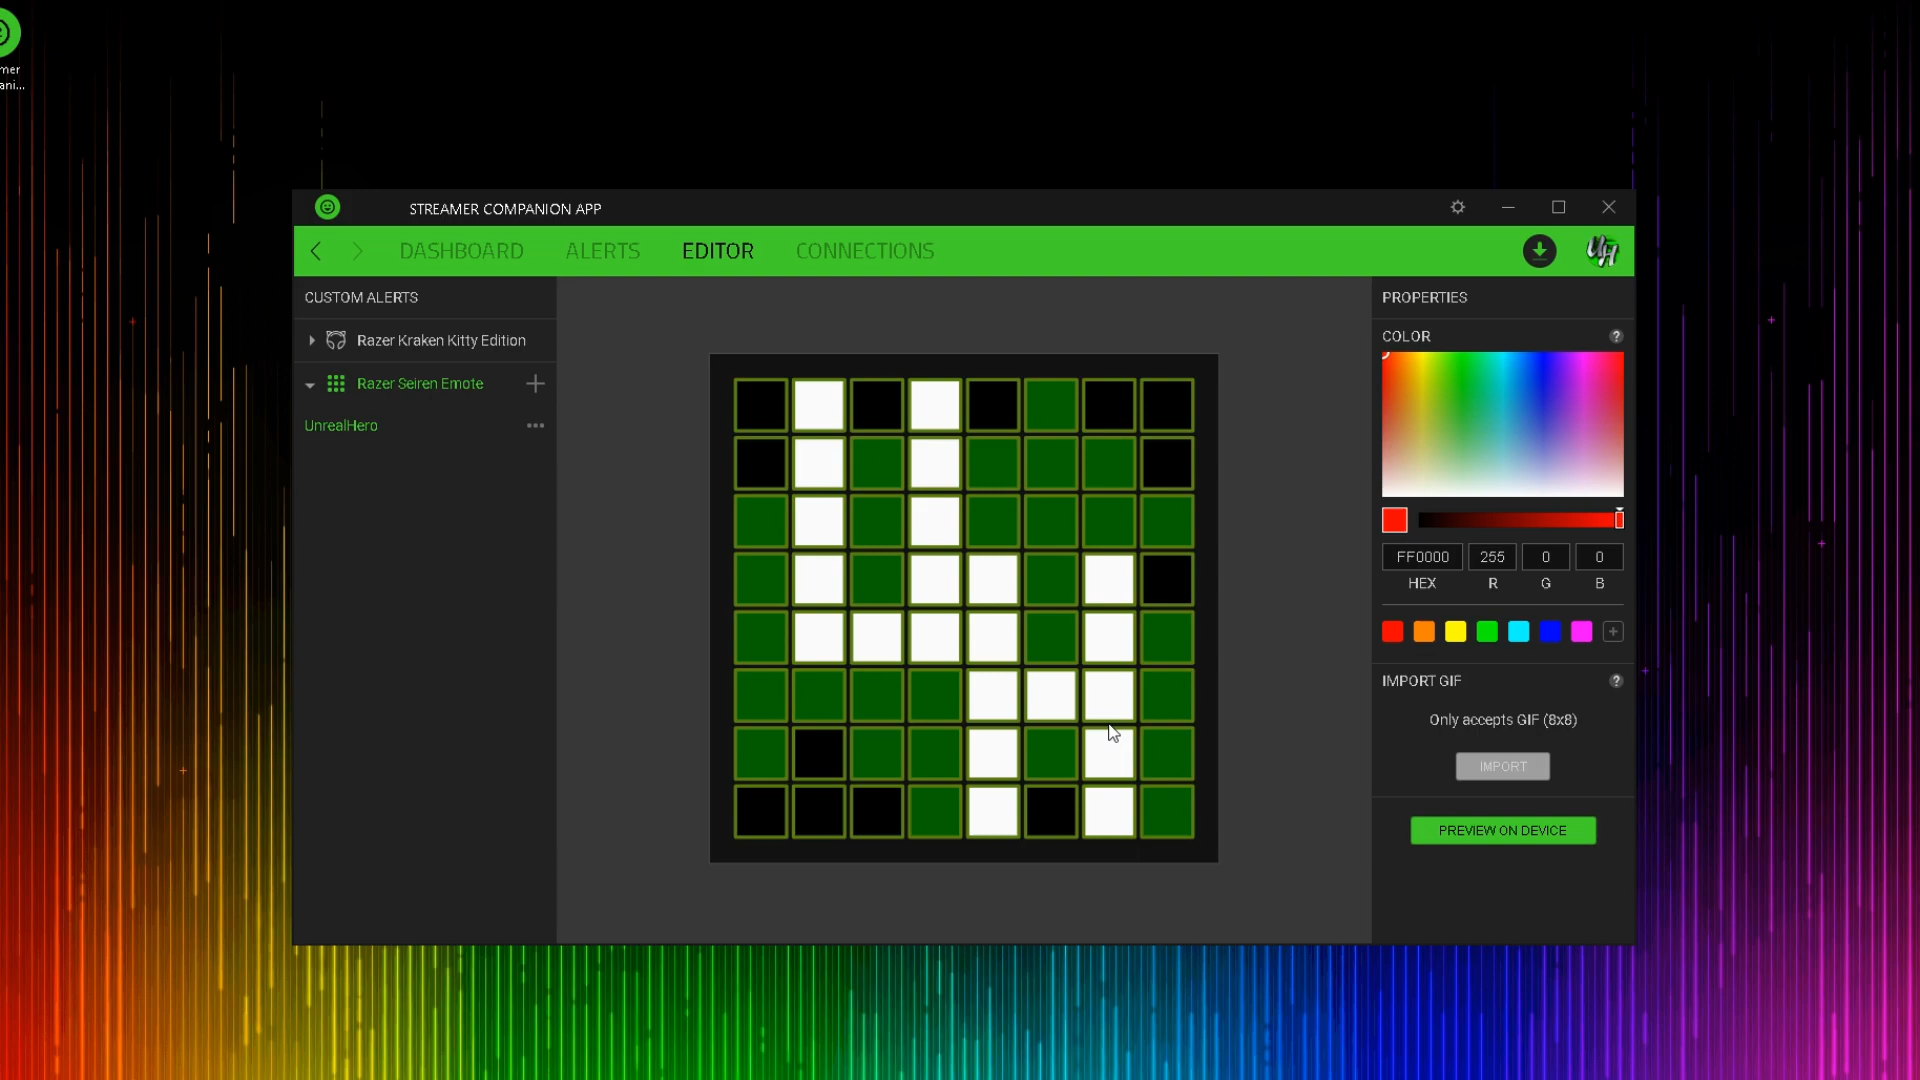 mer
ani...
STREAMER COMPANION APP
DASHBOARD
ALERTS
EDITOR
CONNECTIONS
UH
CUSTOM ALERTS
Razer Kraken Kitty Edition
Razer Seiren Emote
UnrealHero
PROPERTIES
COLOR
?
FF0000
255
0
0
HEX
R
G
B
IMPORT GIF
?
Only accepts GIF (8x8)
IMPORT
PREVIEW ON DEVICE